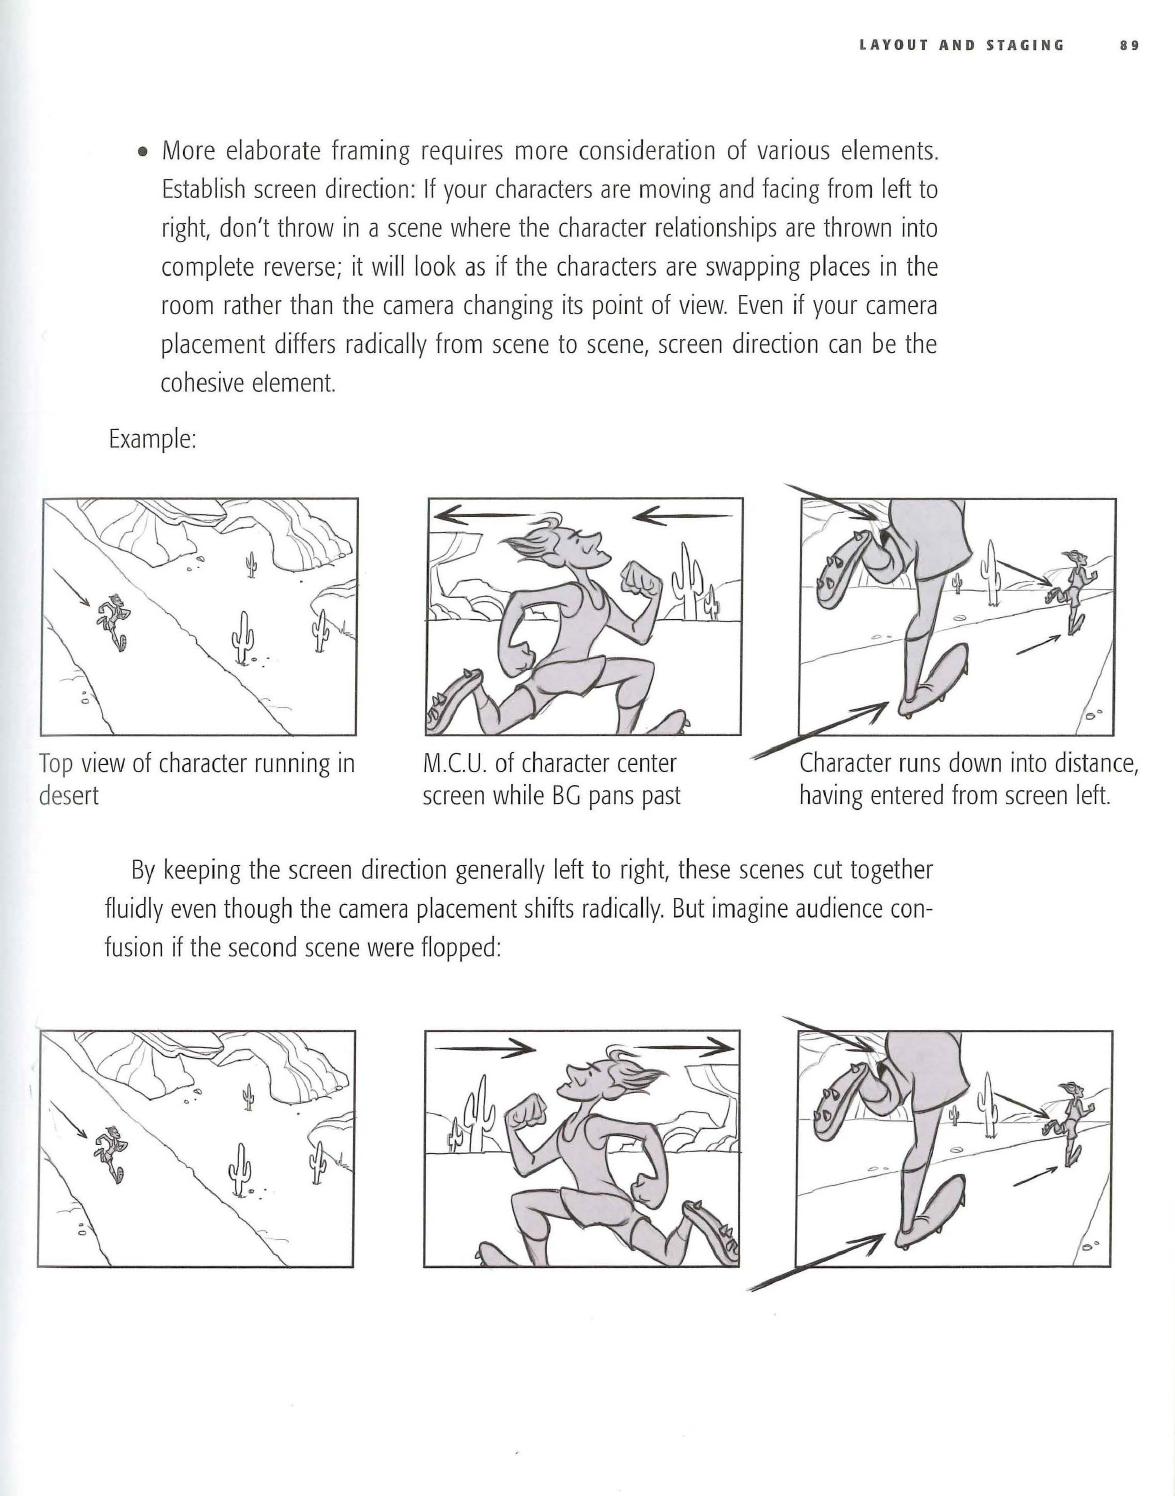 LAYOUT AND STAGING 89
• More elaborate framing requires more consideration of various elements.
Establish screen direction: If your characters are moving and facing from left to
right, don't throw in a scene where the character relationships are thrown into
complete reverse; it will look as if the characters are swapping places in the
room rather than the camera changing its point of view. Even if your camera
placement differs radically from scene to scene, screen direction can be the
cohesive element.
Example:
Top view of character running in
desert
M.C.U. of character center
screen while BG pans past
Character runs down into distance,
having entered from screen left.
By keeping the screen direction generally left to right, these scenes cut together
fluidly even though the camera placement shifts radically. But imagine audience con-
fusion if the second scene were flopped: